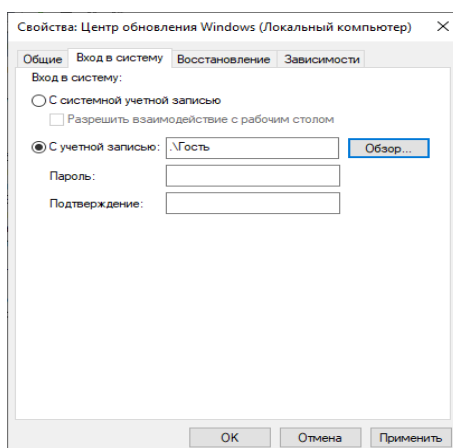 Свойства: Центр обновления Windows (Локальный компьютер)
Общие Вход в систему Восстановление Зависимости
Вход в систему:
С системной учетной записью
Разрешить взаимодействие с рабочим столом
С учетной записью: .\Гость Обзор...
Пароль:
Подтверждение:
OK Отмена Применить